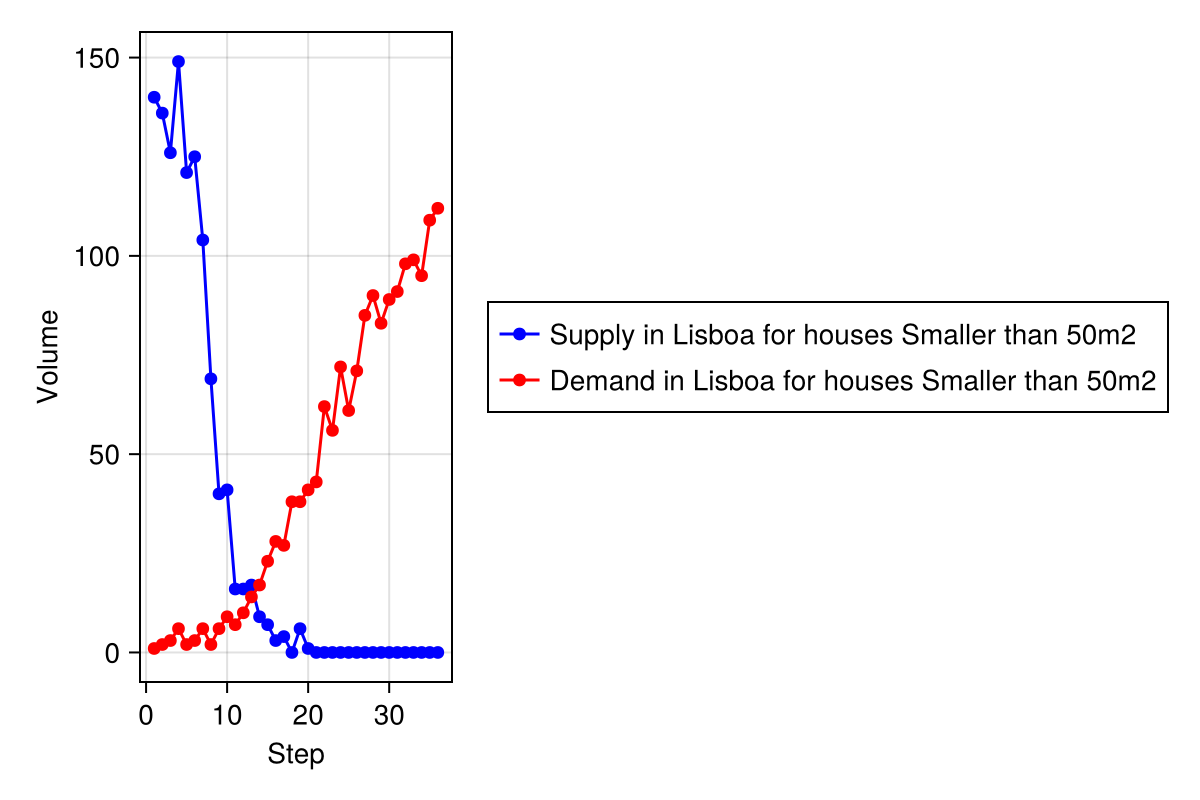 150
100
50
0
Volume
0 10 20 30
Step
Supply in Lisboa for houses Smaller than 50m2
Demand in Lisboa for houses Smaller than 50m2